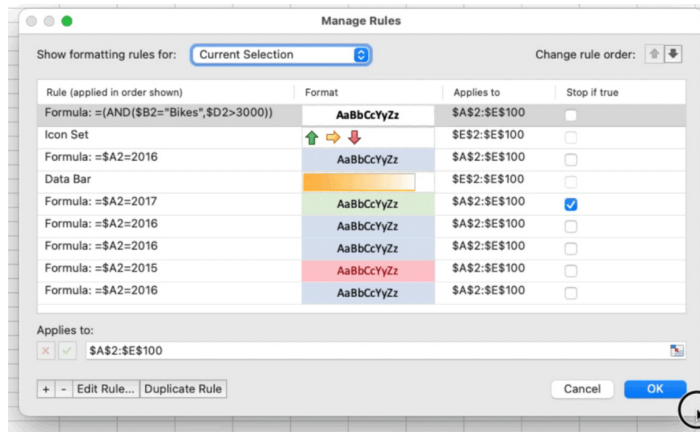 Manage Rules
Show formatting rules for: Current Selection Change rule order:
Rule (applied in order shown) Format Applies to Stop if true
Formula: =(AND($B2="Bikes",$D2>3000)) AaBbCcYyZz $A$2:$E$100
Icon Set $E$2:$E$100
Formula: =$A2=2016 AaBbCcYyZz $A$2:$E$100
Data Bar $E$2:$E$100
Formula: =$A2=2017 AaBbCcYyZz $A$2:$E$100
Formula: =$A2=2016 AaBbCcYyZz $A$2:$E$100
Formula: =$A2=2016 AaBbCcYyZz $A$2:$E$100
Formula: =$A2=2015 AaBbCcYyZz $A$2:$E$100
Formula: =$A2=2016 AaBbCcYyZz $A$2:$E$100
Applies to:
$A$2:$E$100
+ - Edit Rule... Duplicate Rule Cancel OK